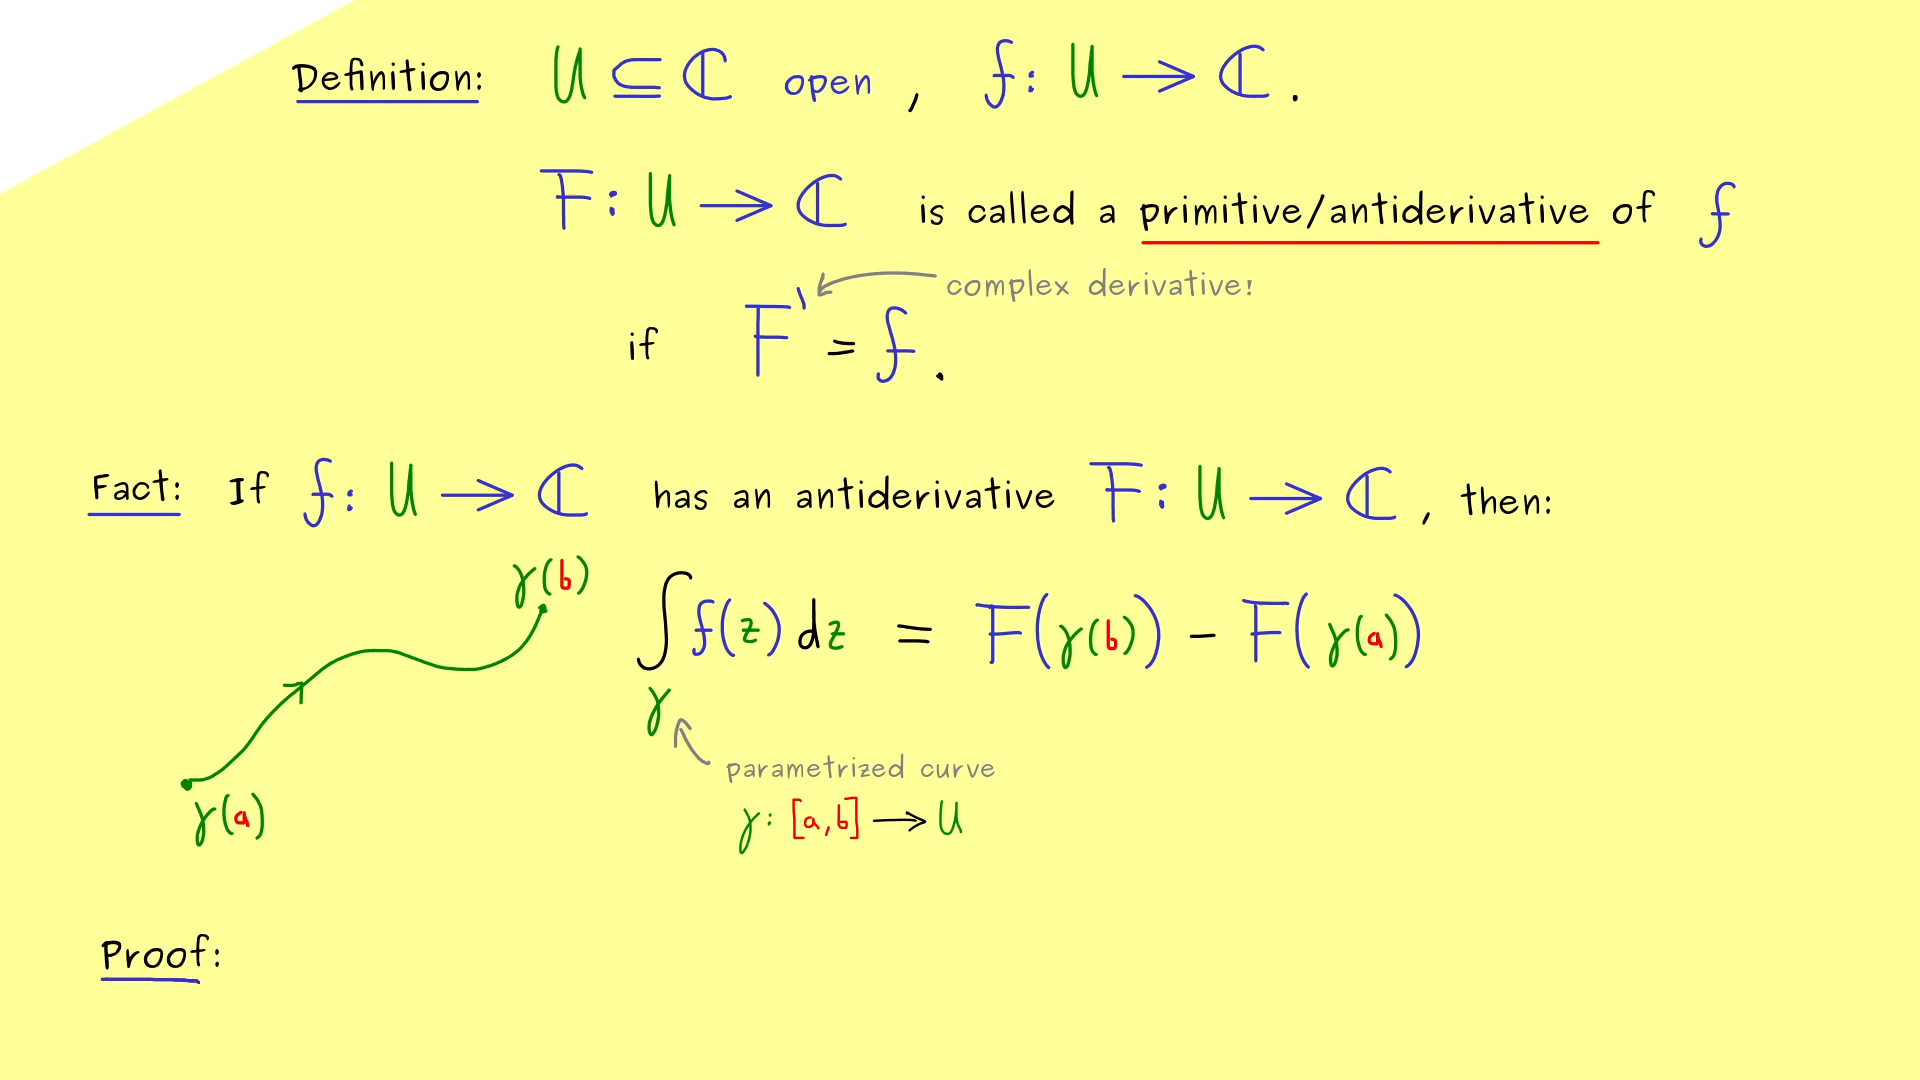 Definition: U ⊆ ℂ open , f: U ⟶ ℂ .
F: U ⟶ ℂ is called a primitive/antiderivative of f
complex derivative!
if F' = f .
Fact: If f: U ⟶ ℂ has an antiderivative F: U ⟶ ℂ , then:
γ(b)
∫ f(z) dz = F(γ(b)) - F(γ(a))
γ
parametrized curve
γ(a)
γ: [a,b] ⟶ U
Proof: